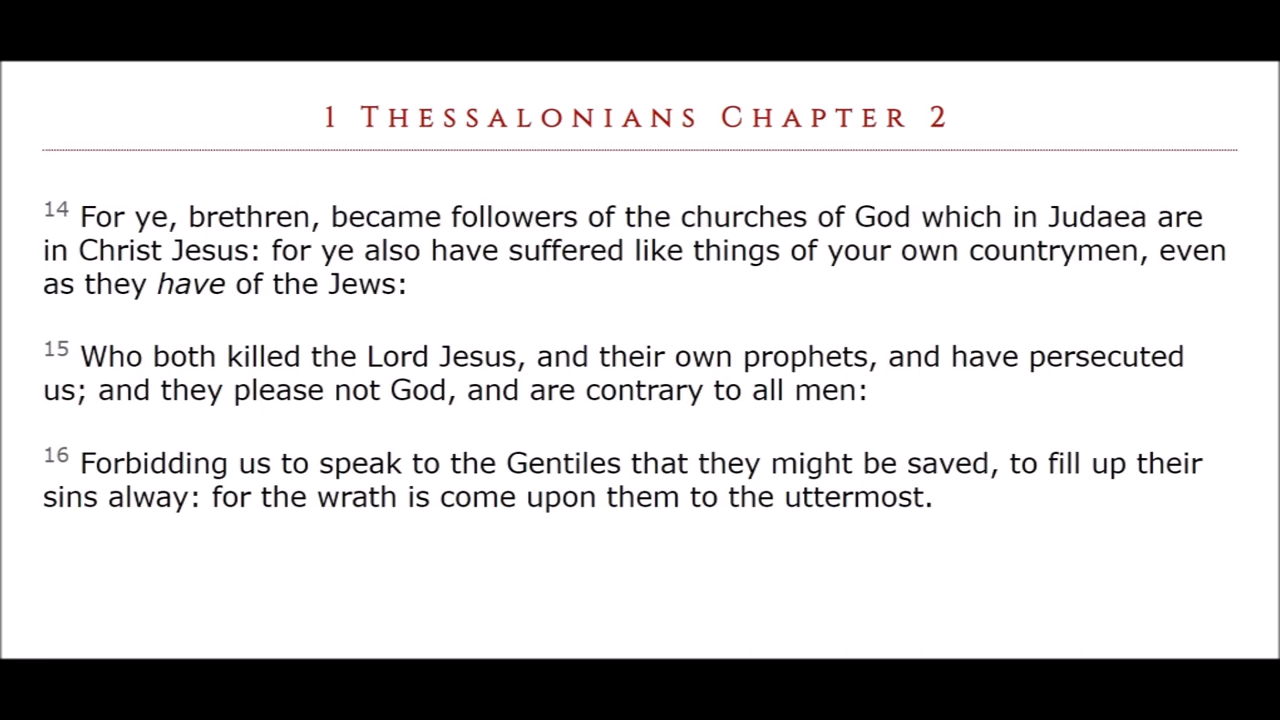 1 Thessalonians Chapter 2
14 For ye, brethren, became followers of the churches of God which in Judaea are
in Christ Jesus: for ye also have suffered like things of your own countrymen, even
as they have of the Jews:
15 Who both killed the Lord Jesus, and their own prophets, and have persecuted
us; and they please not God, and are contrary to all men:
16 Forbidding us to speak to the Gentiles that they might be saved, to fill up their
sins alway: for the wrath is come upon them to the uttermost.